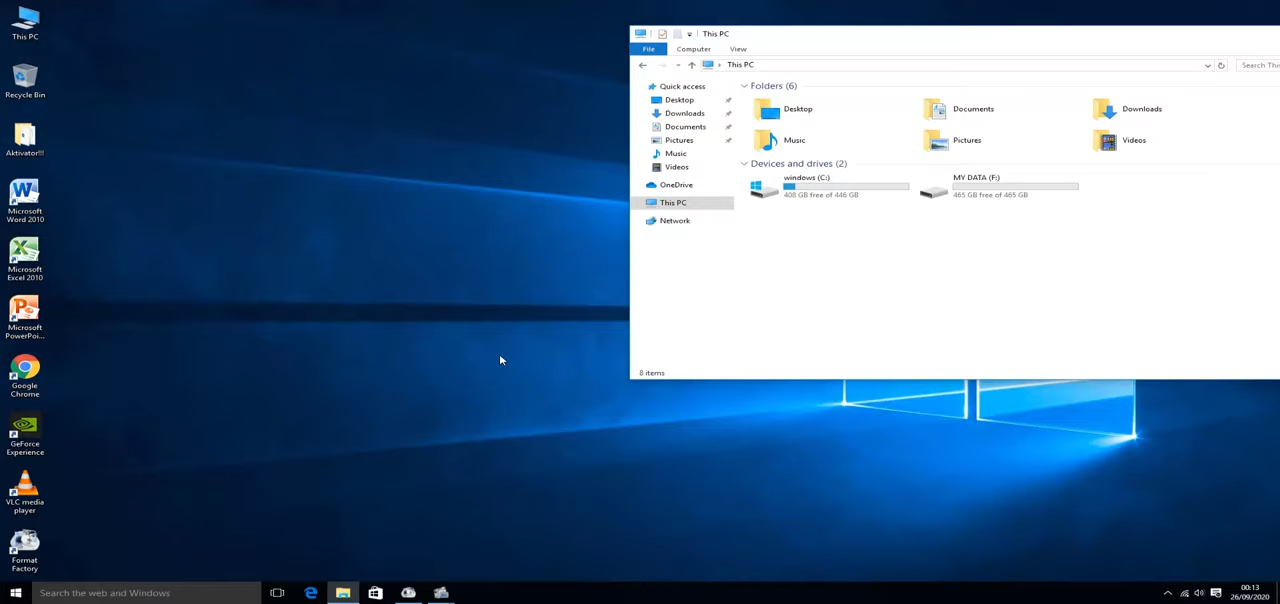 This PC
Recycle Bin
Aktivator!!!
Microsoft
Word 2010
Microsoft
Excel 2010
Microsoft
PowerPoi...
Google
Chrome
GeForce
Experience
VLC media
player
Format
Factory
This PC
File Computer View
This PC
Search This
Quick access
Desktop
Downloads
Documents
Pictures
Music
Videos
OneDrive
This PC
Network
Folders (6)
Desktop Documents Downloads
Music Pictures Videos
Devices and drives (2)
windows (C:)
408 GB free of 446 GB
MY DATA (F:)
465 GB free of 465 GB
8 items
Search the web and Windows
00:13
26/09/2020